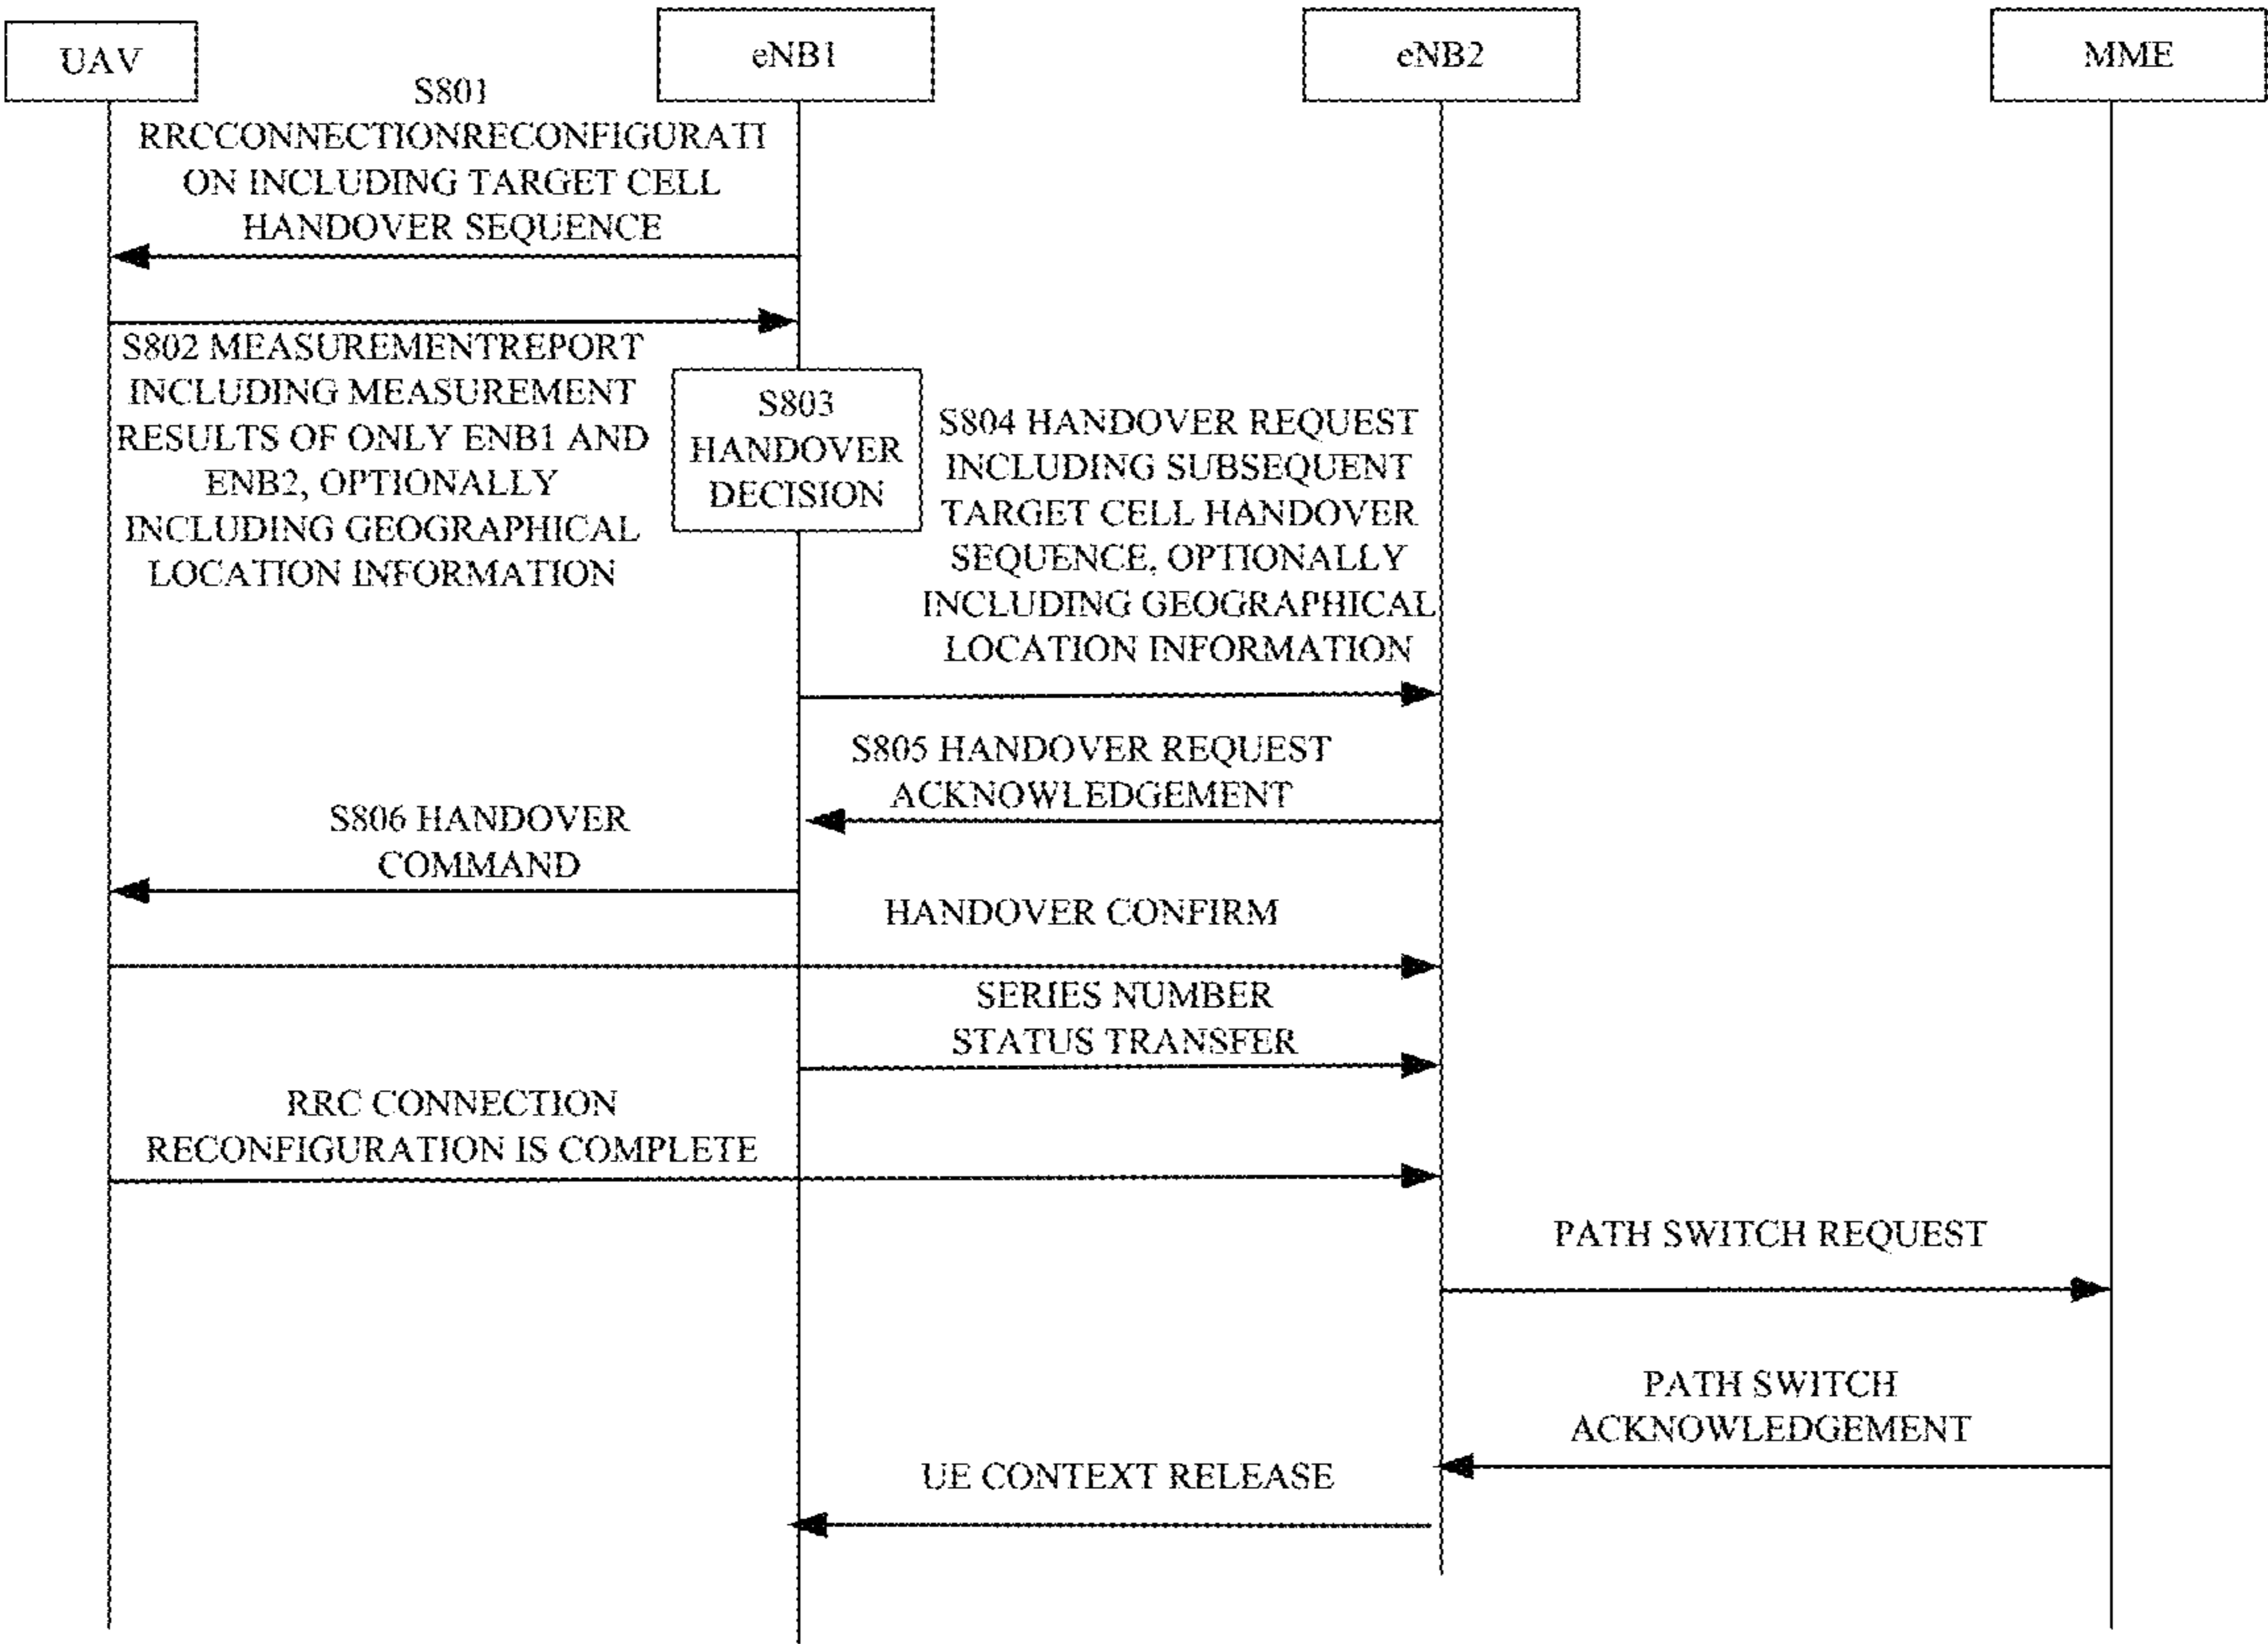 UAV
eNB1
eNB2
MME
S801
RRCCONNECTIONRECONFIGURATI
ON INCLUDING TARGET CELL
HANDOVER SEQUENCE
S802 MEASUREMENTREPORT
INCLUDING MEASUREMENT
RESULTS OF ONLY ENB1 AND
ENB2, OPTIONALLY
INCLUDING GEOGRAPHICAL
LOCATION INFORMATION
S803
HANDOVER
DECISION
S804 HANDOVER REQUEST
INCLUDING SUBSEQUENT
TARGET CELL HANDOVER
SEQUENCE, OPTIONALLY
INCLUDING GEOGRAPHICAL
LOCATION INFORMATION
S805 HANDOVER REQUEST
ACKNOWLEDGEMENT
S806 HANDOVER
COMMAND
HANDOVER CONFIRM
SERIES NUMBER
STATUS TRANSFER
RRC CONNECTION
RECONFIGURATION IS COMPLETE
PATH SWITCH REQUEST
PATH SWITCH
ACKNOWLEDGEMENT
UE CONTEXT RELEASE